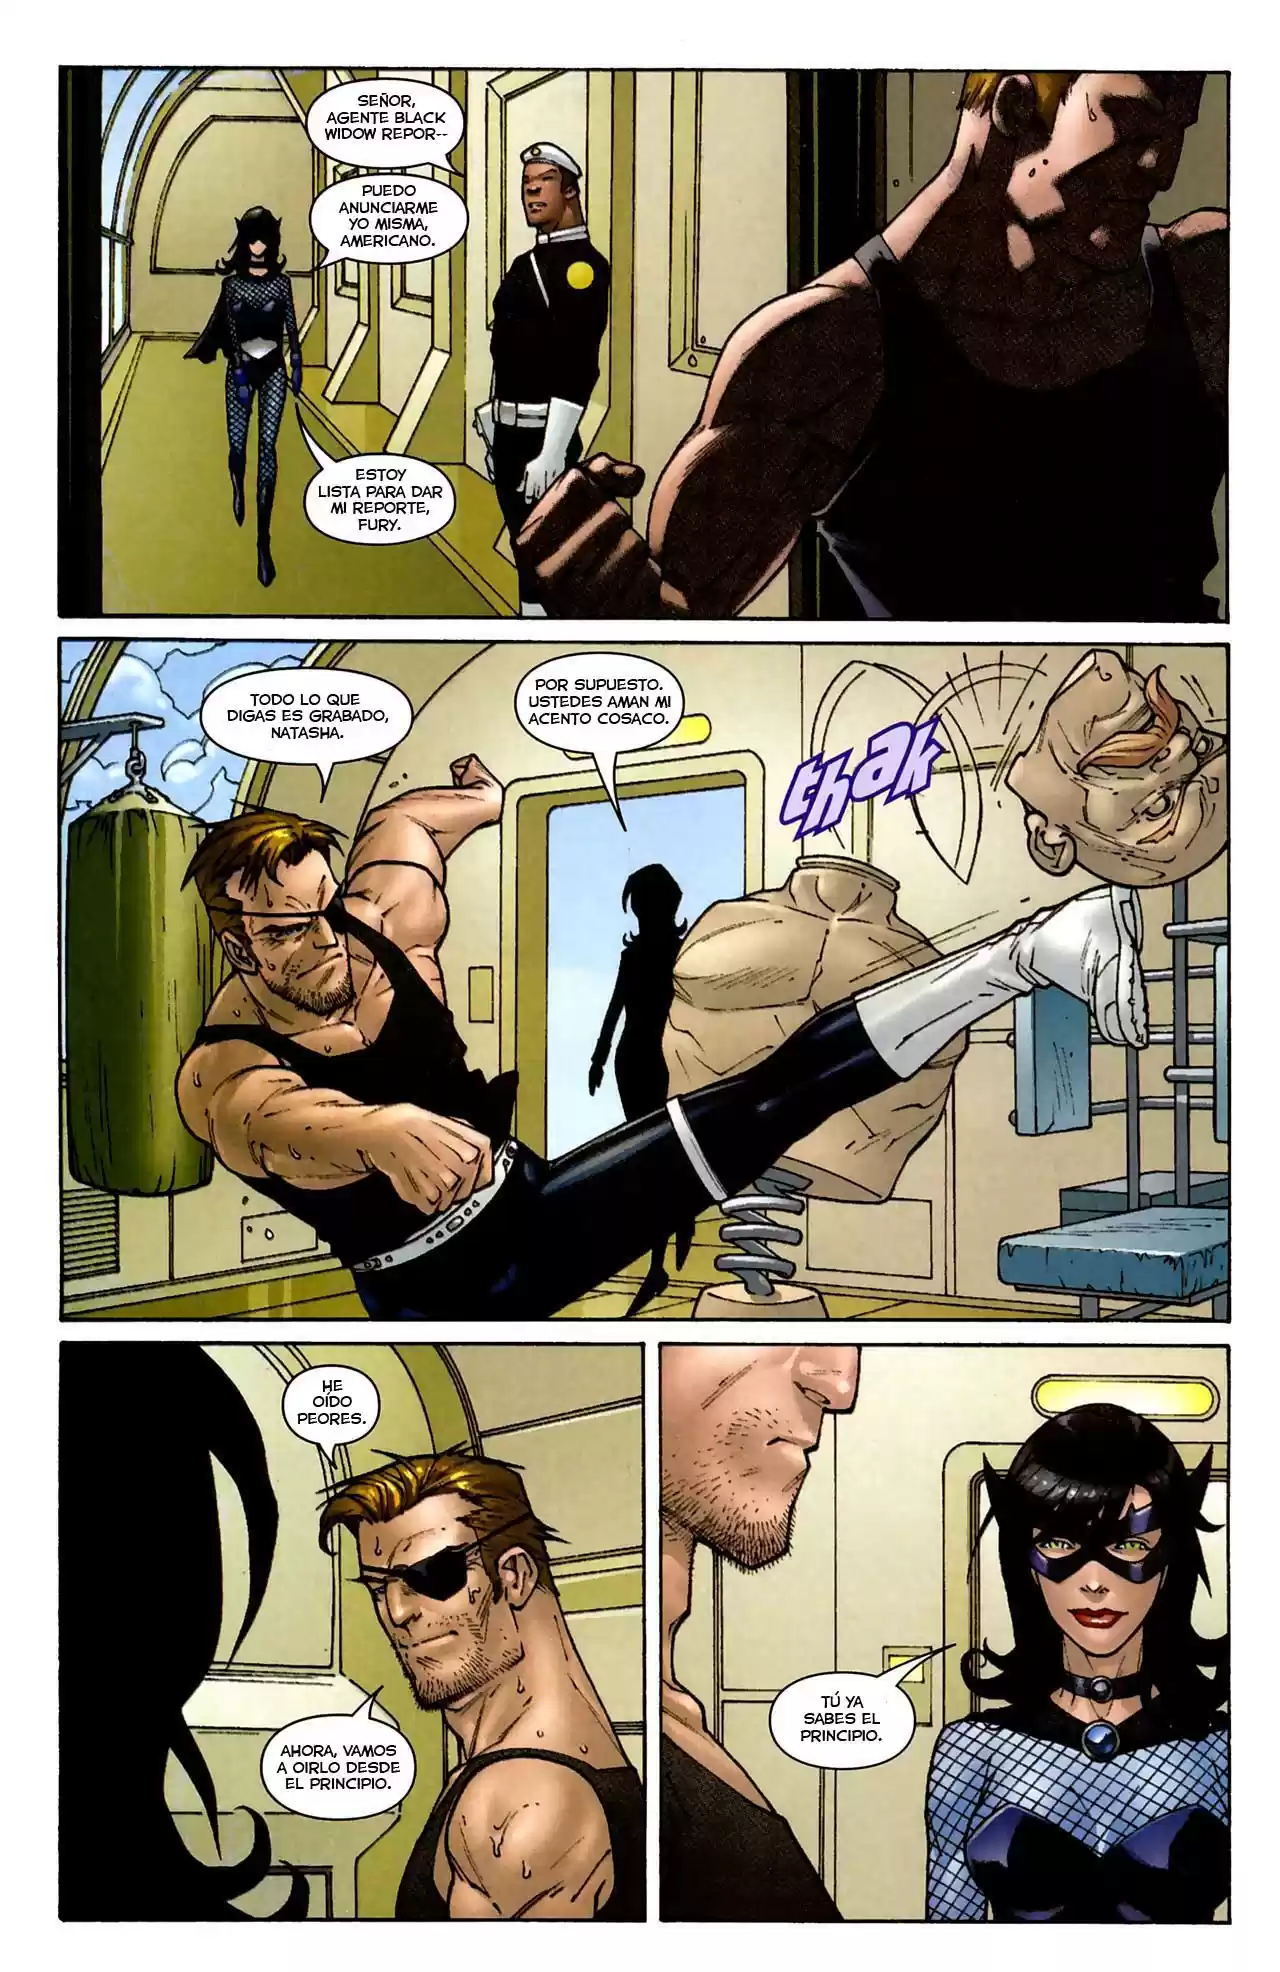 SEÑOR,
AGENTE BLACK
WIDOW REPOR--
PUEDO
ANUNCIARME
YO MISMA,
AMERICANO.
ESTOY
LISTA PARA DAR
MI REPORTE,
FURY.
TODO LO QUE
DIGAS ES GRABADO,
NATASHA.
POR SUPUESTO.
USTEDES AMAN MI
ACENTO COSACO.
thak
HE
OÍDO
PEORES.
AHORA, VAMOS
A OIRLO DESDE
EL PRINCIPIO.
TÚ YA
SABES EL
PRINCIPIO.